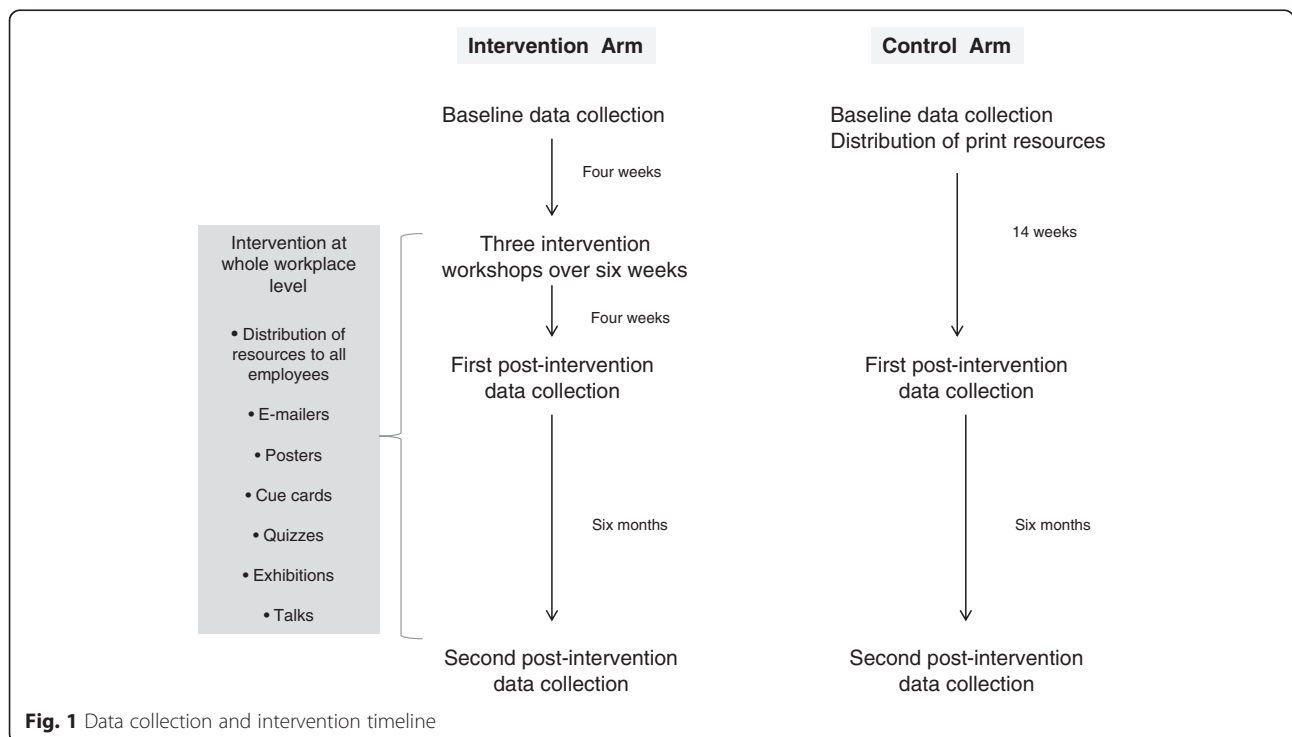 Intervention Arm
Baseline data collection
Four weeks
Three intervention
workshops over six weeks
Four weeks
First post-intervention
data collection
Six months
Second post-intervention
data collection
Intervention at
whole workplace
level
• Distribution of
resources to all
employees
• E-mailers
• Posters
• Cue cards
• Quizzes
• Exhibitions
• Talks
Control Arm
Baseline data collection
Distribution of print resources
14 weeks
First post-intervention
data collection
Six months
Second post-intervention
data collection
Fig. 1 Data collection and intervention timeline